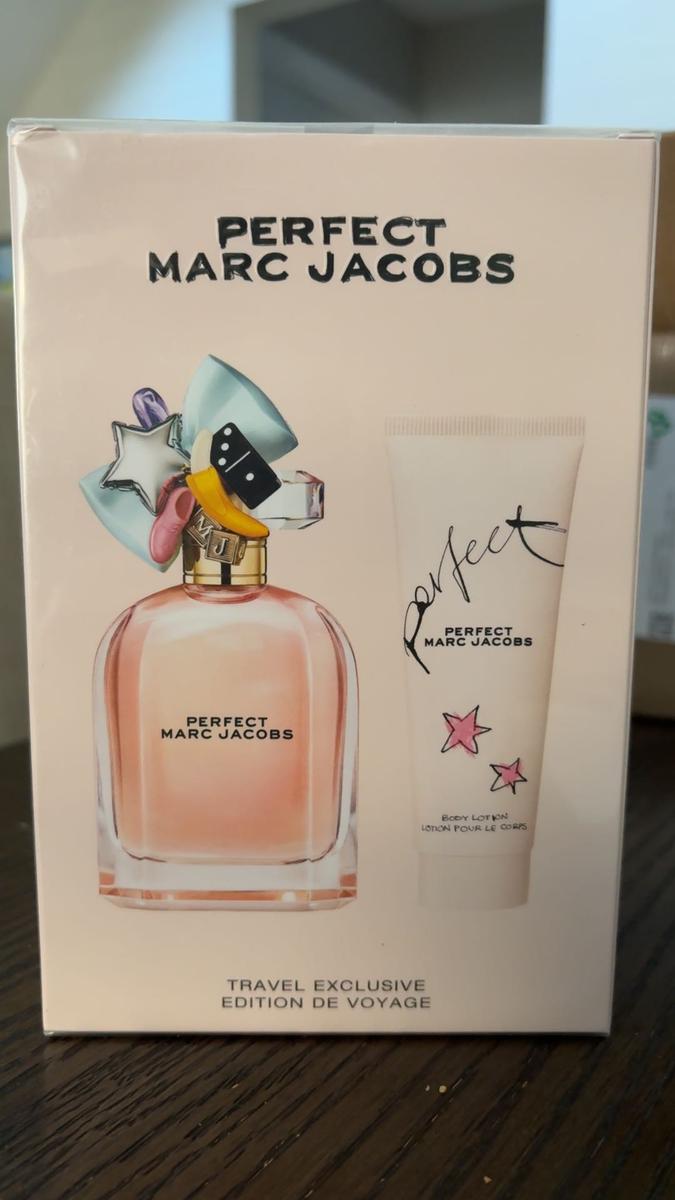 PERFECT
MARC JACOBS
MJ
PERFECT
MARC JACOBS
perfect
PERFECT
MARC JACOBS
BODY LOTION
LOTION POUR LE CORPS
TRAVEL EXCLUSIVE
EDITION DE VOYAGE